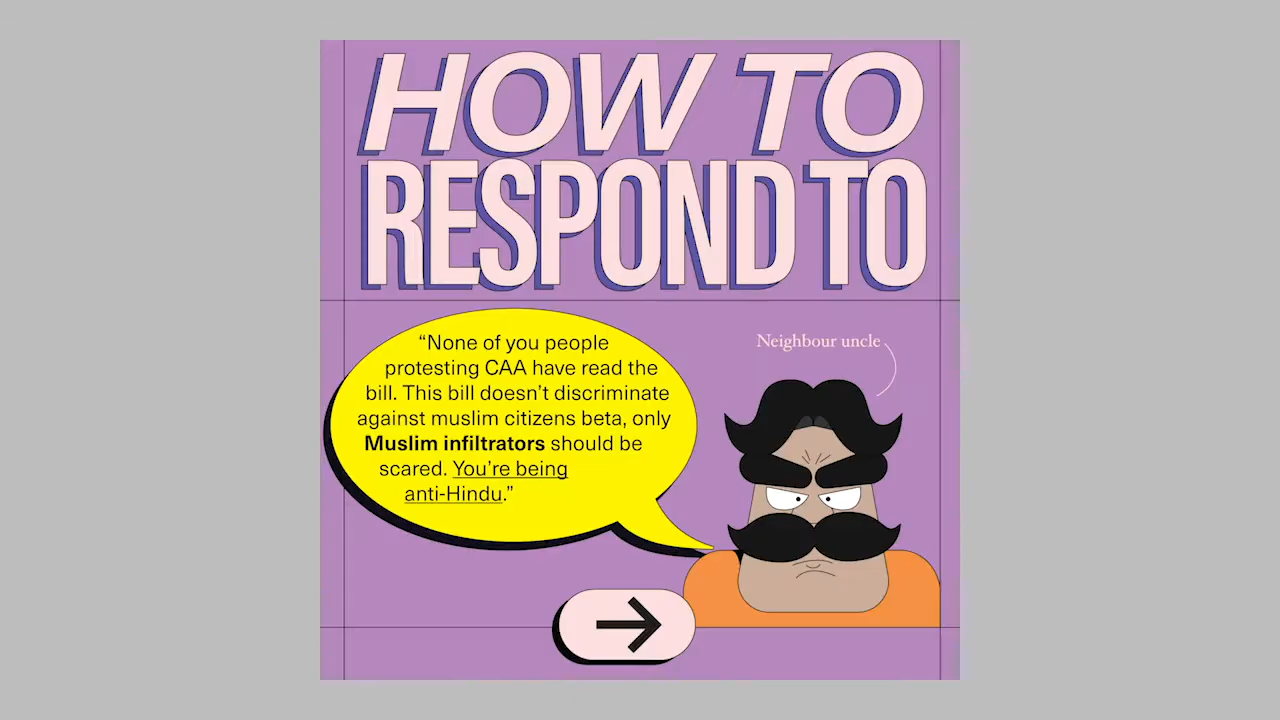 HOW TO
RESPOND TO
“None of you people
protesting CAA have read the
bill. This bill doesn’t discriminate
against muslim citizens beta, only
Muslim infiltrators should be
scared. You’re being
anti-Hindu.”
Neighbour uncle